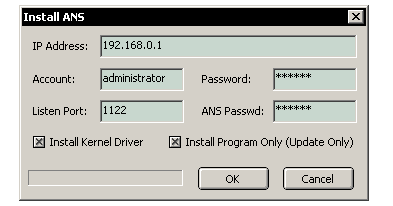 Install ANS
IP Address: 192.168.0.1
Account: administrator Password: ******
Listen Port: 1122 ANS Passwd: ******
Install Kernel Driver Install Program Only (Update Only)
OK Cancel